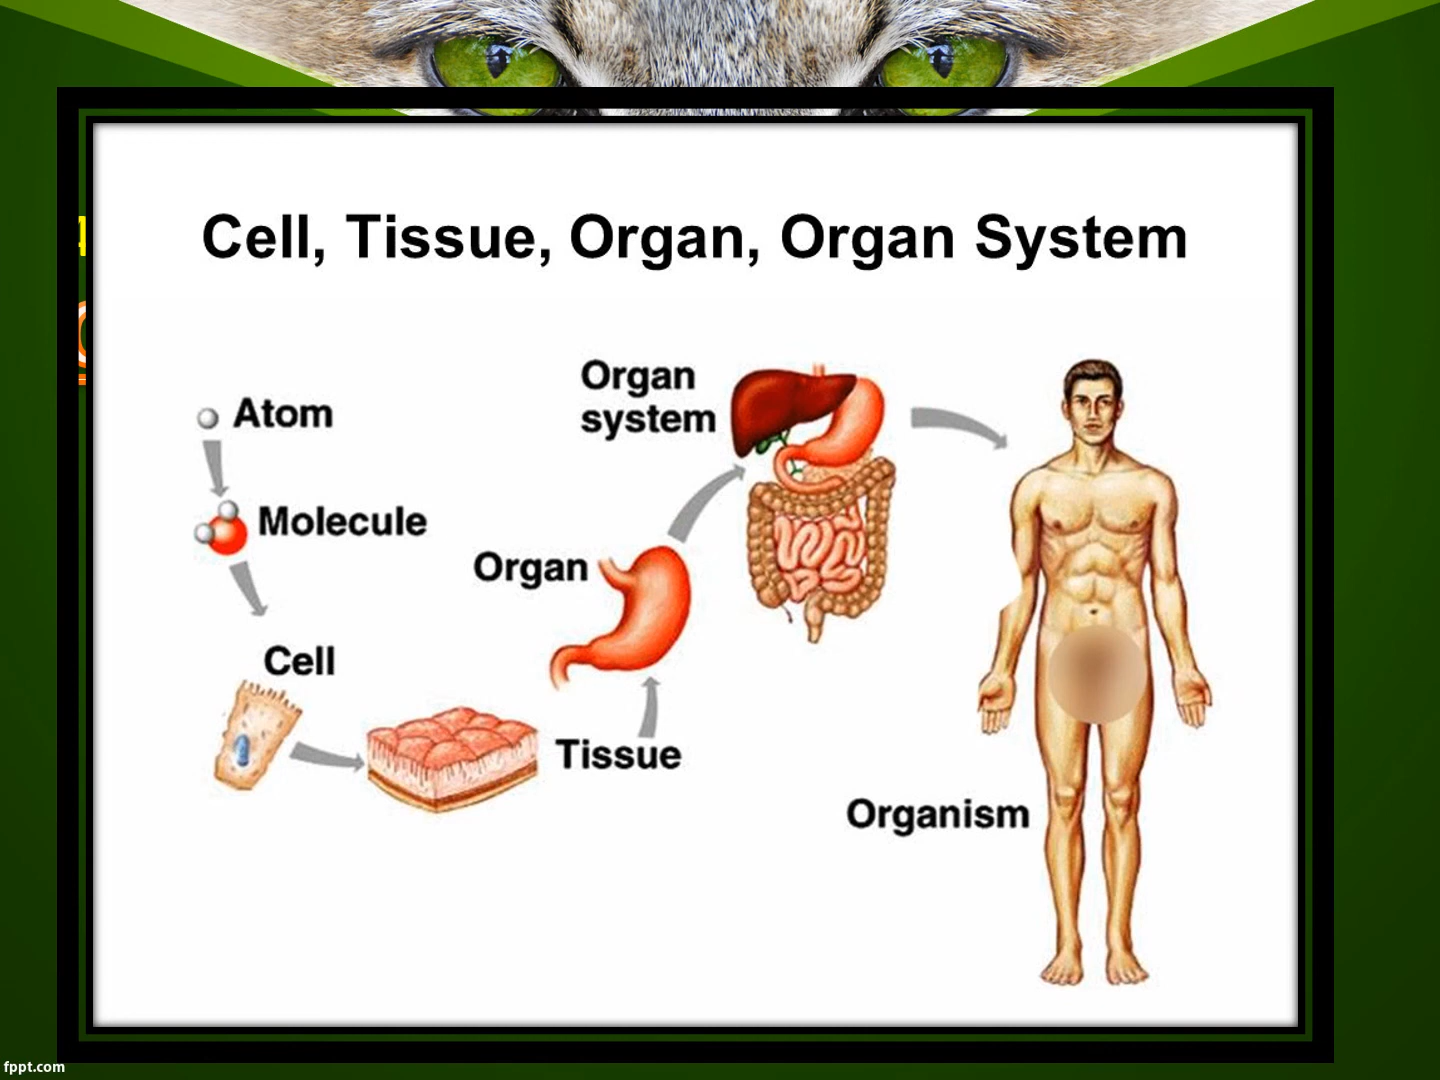 Cell, Tissue, Organ, Organ System
Organ
system
Atom
Molecule
Organ
Cell
Tissue
Organism
fppt.com